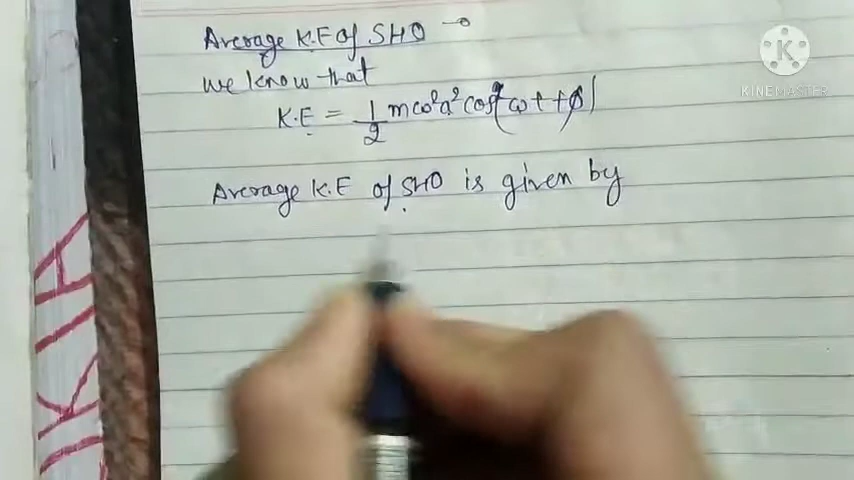 Average K.E of SHO →
we know that
K.E = 1/2 mω²a² cos²(ωt+φ)
Average K.E of SHO is given by
KINEMASTER